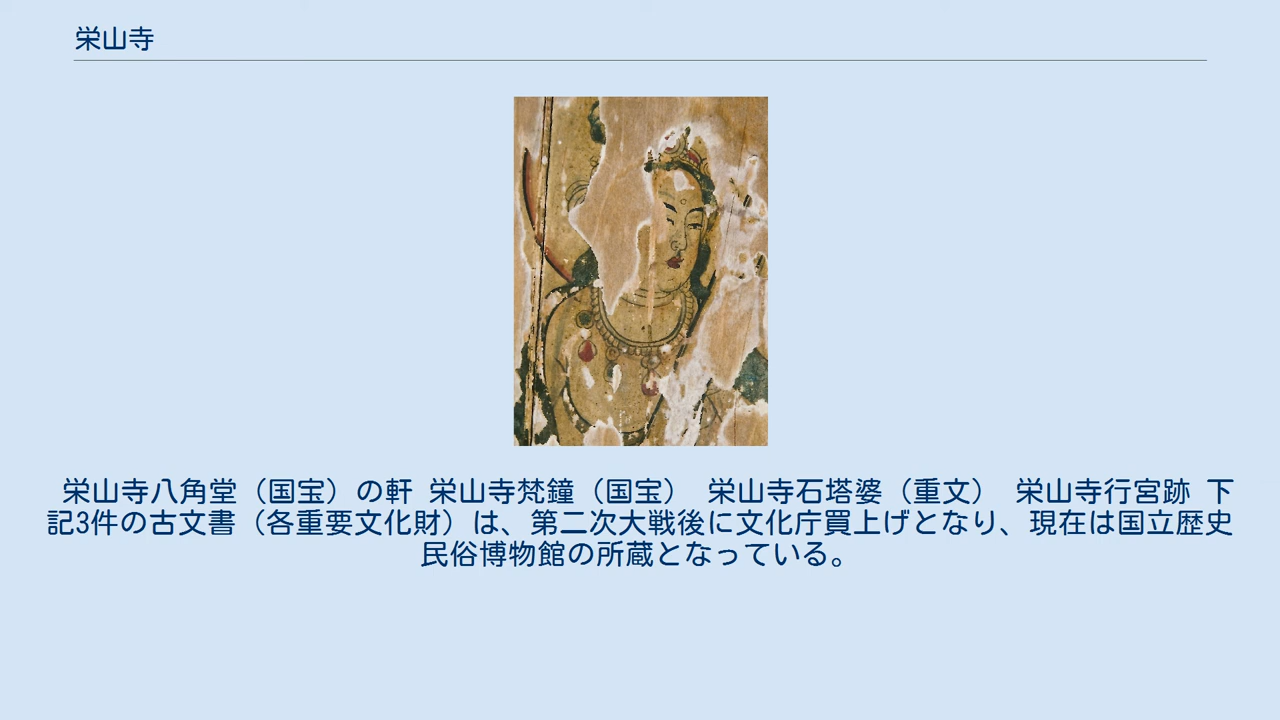 栄山寺
栄山寺八角堂（国宝）の軒 栄山寺梵鐘（国宝） 栄山寺石塔婆（重文） 栄山寺行宮跡 下
記3件の古文書（各重要文化財）は、第二次大戦後に文化庁買上げとなり、現在は国立歴史
民俗博物館の所蔵となっている。